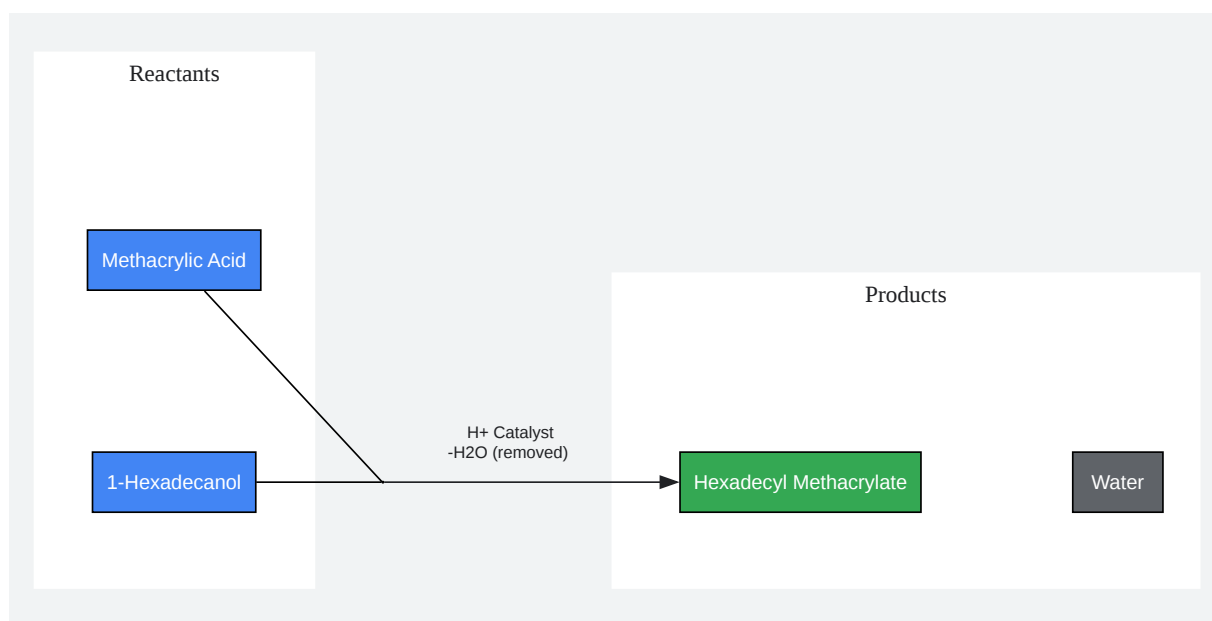 Reactants
Methacrylic Acid
Products
H+ Catalyst
-H2O (removed)
1-Hexadecanol
Hexadecyl Methacrylate
Water